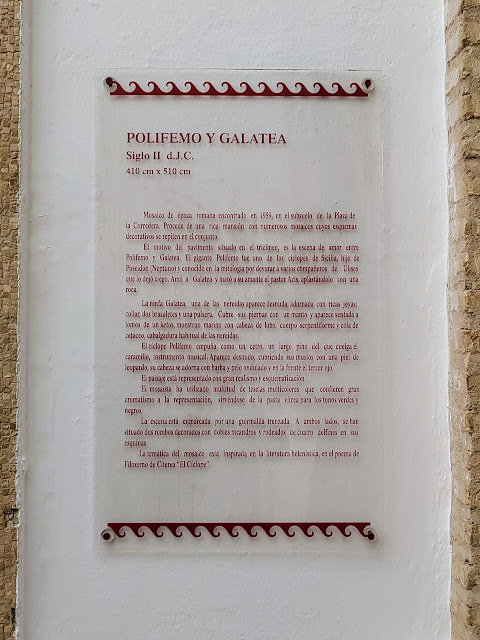 POLIFEMO Y GALATEA
Siglo II d.J.C.
410 cm x 510 cm
Mosaico de época romana encontrado en 1959, en el subsuelo de la Plaza de
la Corredera. Procede de una rica mansión con numerosos mosaicos cuyos esquemas
decorativos se repiten en el conjunto.
El motivo del pavimento situado en el triclineo, es la escena de amor entre
Polifemo y Galatea. El gigante Polifemo fue uno de los cíclopes de Sicilia, hijo de
Poseidón (Neptuno) y conocido en la mitología por devorar a varios compañeros de Ulises
que lo dejó ciego. Amó a Galatea y mató a su amante el pastor Acis, aplastándolo con una
roca.
La ninfa Galatea, una de las nereidas aparece desnuda, adornada con ricas joyas:
collar, dos brazaletes y una pulsera. Cubre sus piernas con un manto y aparece sentada a
lomos de un ketos, monstruo marino con cabeza de lobo, cuerpo serpentiforme y cola de
cetáceo, cabalgadura habitual de las nereidas.
El cíclope Polifemo empuña como un cetro, un largo pino del que cuelga el
caramillo, instrumento musical. Aparece desnudo, cubriendo sus muslos con una piel de
leopardo, su cabeza se adorna con barba y pelo ondulado y en la frente el tercer ojo.
El paisaje está representado con gran realismo y esquematización.
El mosaista ha utilizado multitud de teselas multicolores que confieren gran
cromatismo a la representación, sirviéndose de la pasta vítrea para los tonos verdes y
negros.
La escena está enmarcada por una guirnalda trenzada. A ambos lados, se han
situado dos rombos decorados con dobles meandros y rodeados de cuatro delfines en sus
esquinas.
La temática del mosaico está inspirada en la literatura helenística, en el poema de
Filoxemo de Citerea "El Cíclope".